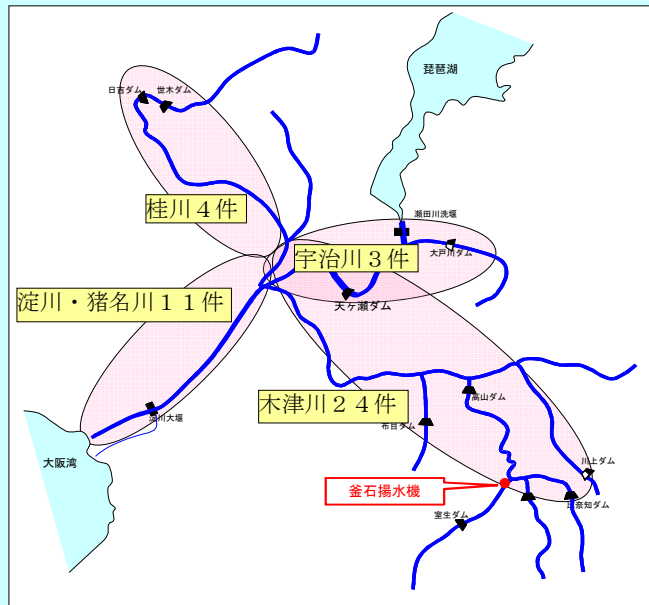 琵琶湖
日吉ダム
世木ダム
瀬田川洗堰
桂川４件
宇治川３件
大戸川ダム
淀川・猪名川１１件
天ヶ瀬ダム
木津川２４件
高山ダム
淀川大堰
布目ダム
大阪湾
川上ダム
釜石揚水機
比奈知ダム
室生ダム